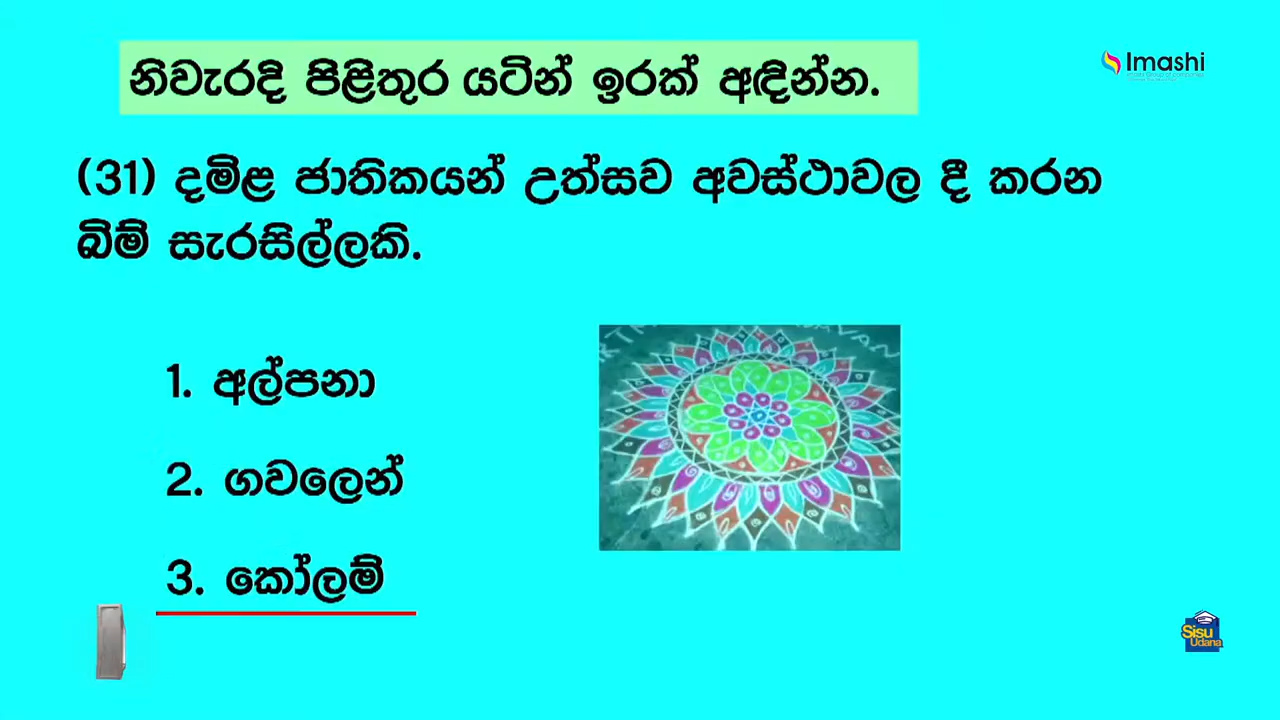 නිවැරදි පිළිතුර යටින් ඉරක් අඳින්න.
Imashi
(31) දමිළ ජාතිකයන් උත්සව අවස්ථාවල දී කරන
බිම් සැරසිල්ලකි.
1. අල්පනා
2. ගවලෙන්
3. කෝලම්
Sisu
Udana